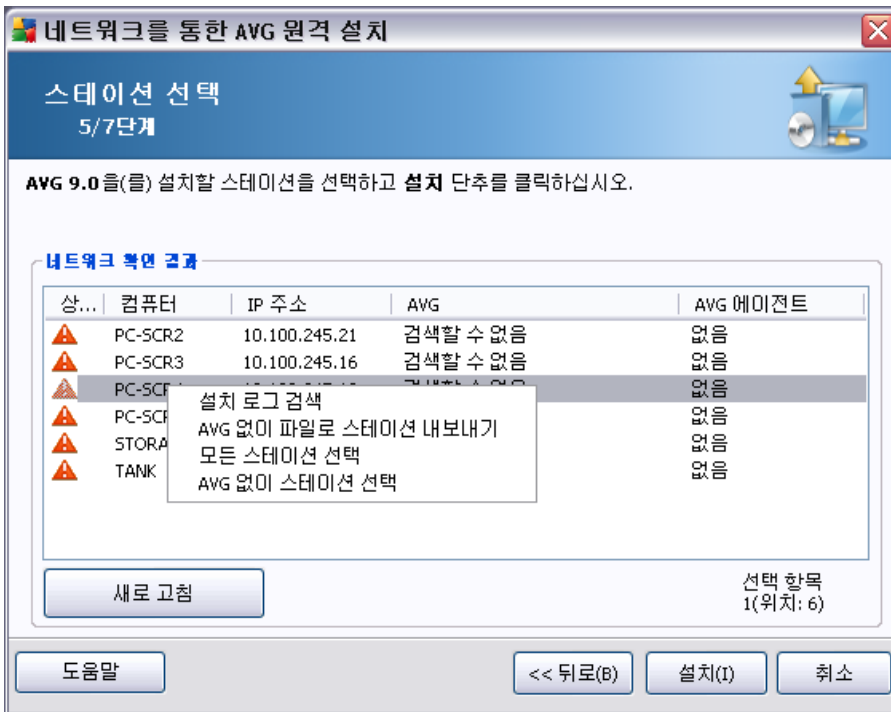 네트워크를 통한 AVG 원격 설치
스테이션 선택
5/7단계
AVG 9.0을(를) 설치할 스테이션을 선택하고 설치 단추를 클릭하십시오.
네트워크 확인 결과
상... 컴퓨터 IP 주소 AVG AVG 에이전트
PC-SCR2 10.100.245.21 검색할 수 없음 없음
PC-SCR3 10.100.245.16 검색할 수 없음 없음
없음
없음
STORA 없음
TANK 없음
설치 로그 검색
AVG 없이 파일로 스테이션 내보내기
모든 스테이션 선택
AVG 없이 스테이션 선택
새로 고침
선택 항목
1(위치: 6)
도움말 << 뒤로(B) 설치(I) 취소